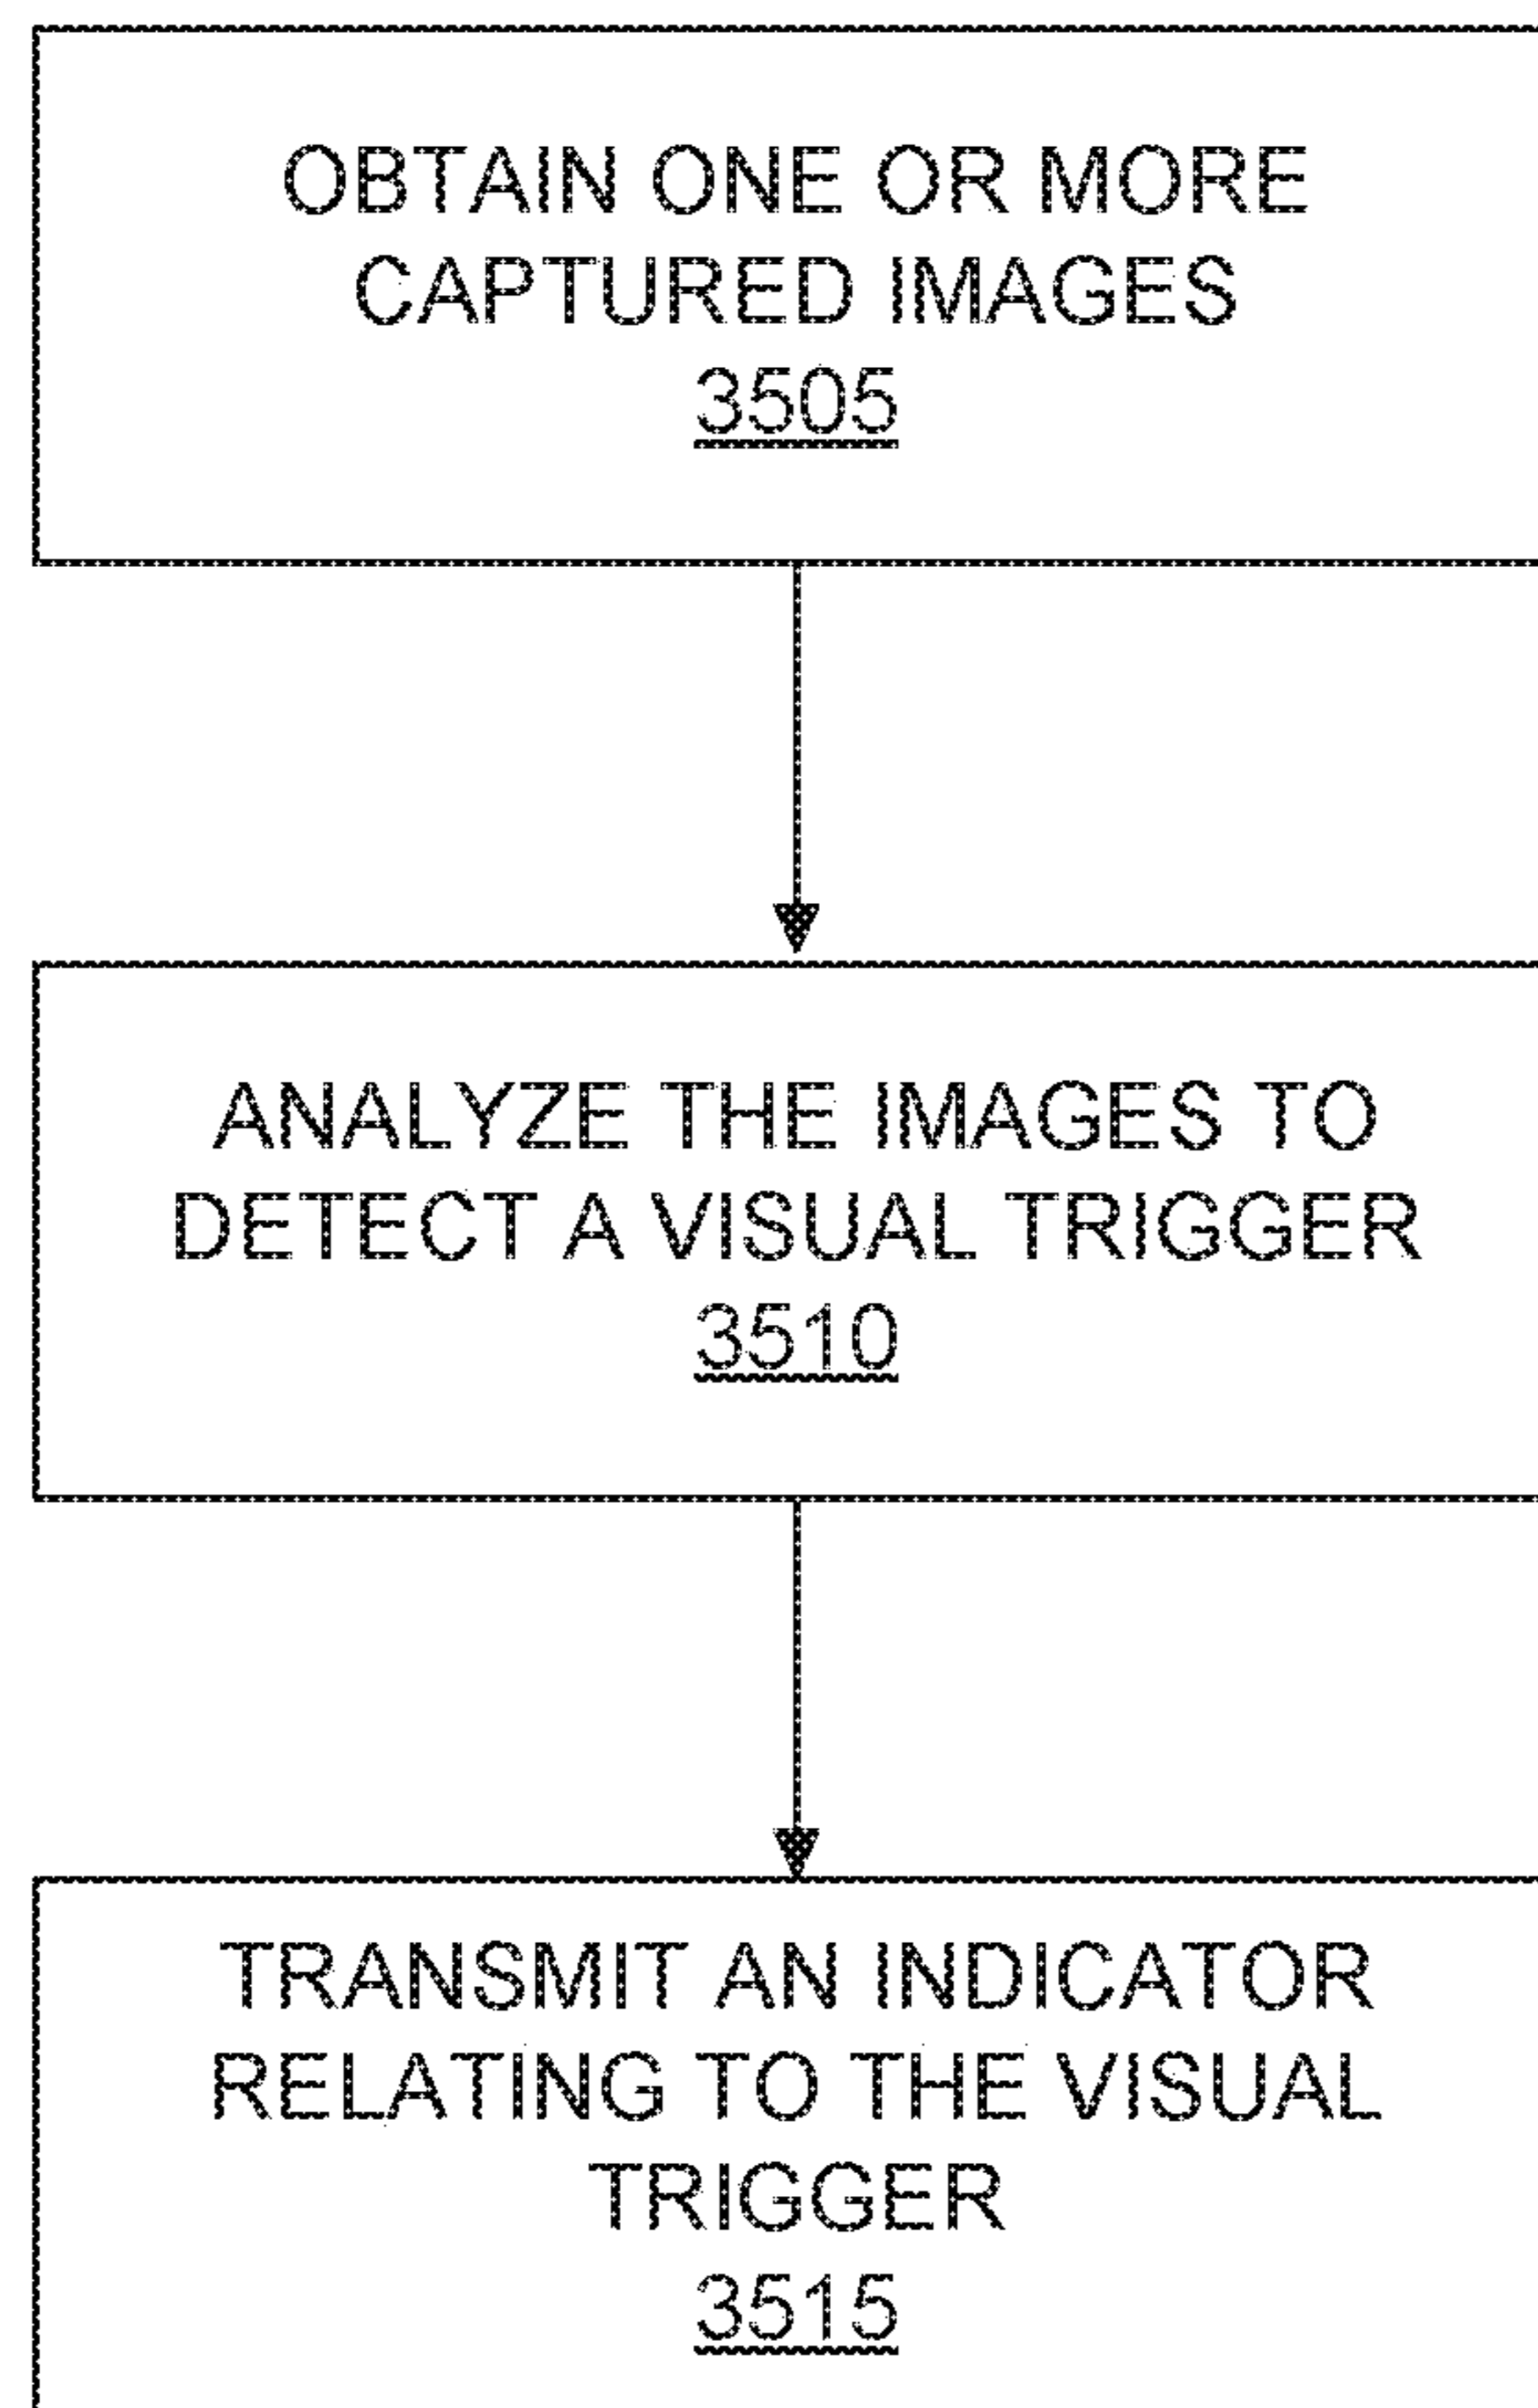 OBTAIN ONE OR MORE
CAPTURED IMAGES
3505
ANALYZE THE IMAGES TO
DETECT A VISUAL TRIGGER
3510
TRANSMIT AN INDICATOR
RELATING TO THE VISUAL
TRIGGER
3515